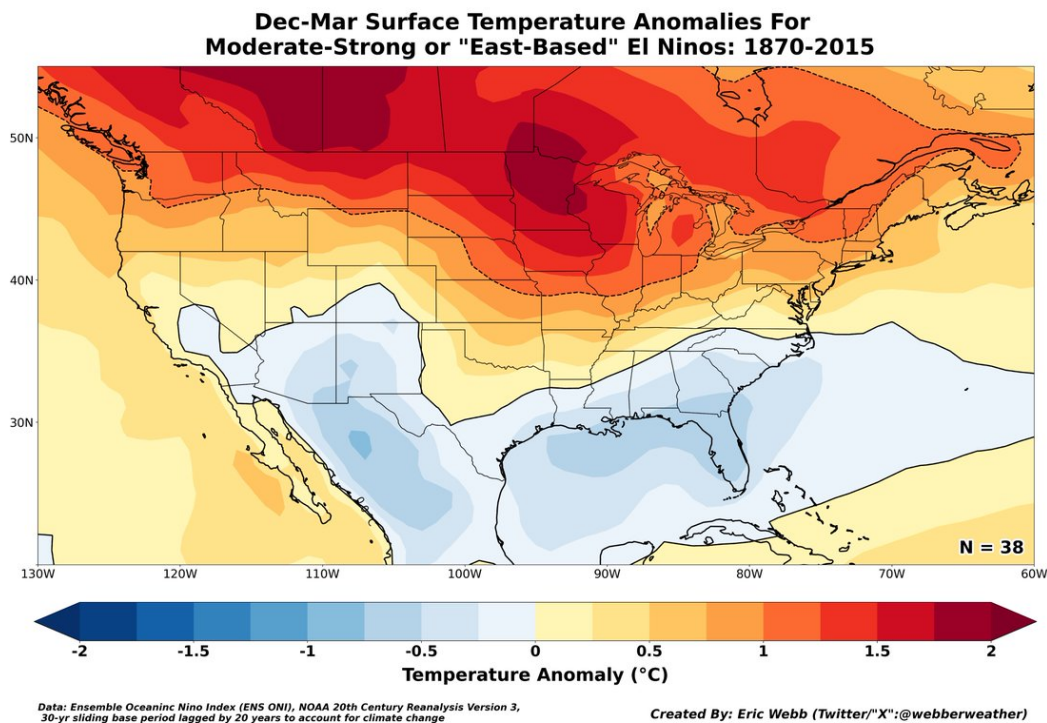 Dec-Mar Surface Temperature Anomalies For
Moderate-Strong or "East-Based" El Ninos: 1870-2015
50N
40N
30N
N = 38
130W 120W 110W 100W 90W 80W 70W 60W
-2 -1.5 -1 -0.5 0 0.5 1 1.5 2
Temperature Anomaly (°C)
Data: Ensemble Oceaninc Nino Index (ENS ONI), NOAA 20th Century Reanalysis Version 3,
30-yr sliding base period lagged by 20 years to account for climate change
Created By: Eric Webb (Twitter/"X":@webberweather)